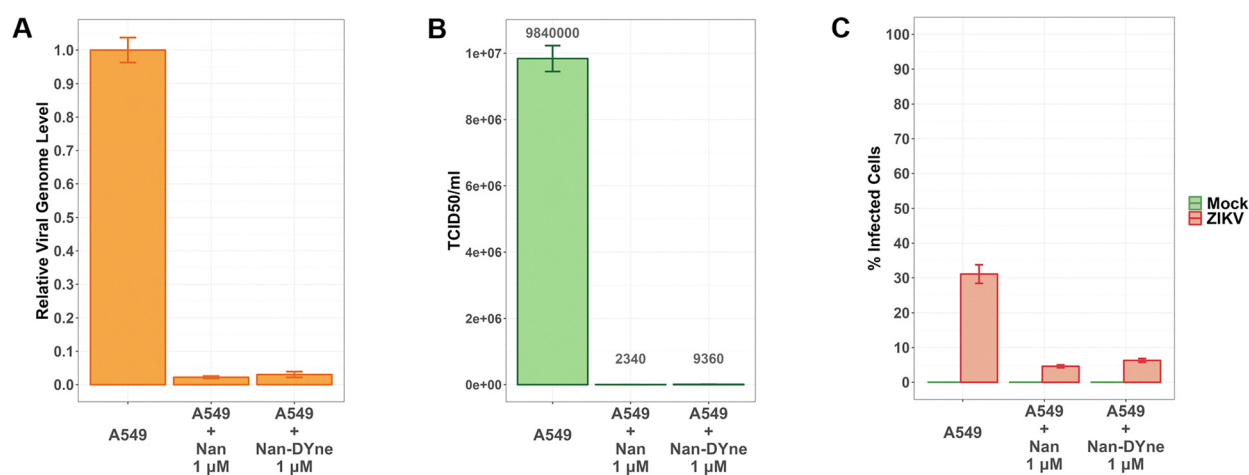 A
Relative Viral Genome Level
1.0
0.9
0.8
0.7
0.6
0.5
0.4
0.3
0.2
0.1
0.0
A549
A549
+
Nan
1 µM
A549
+
Nan-DYne
1 µM
B
TCID50/ml
1e+07
8e+06
6e+06
4e+06
2e+06
0e+00
9840000
2340
9360
A549
A549
+
Nan
1 µM
A549
+
Nan-DYne
1 µM
C
% Infected Cells
100
90
80
70
60
50
40
30
20
10
0
A549
A549
+
Nan
1 µM
A549
+
Nan-DYne
1 µM
Mock
ZIKV